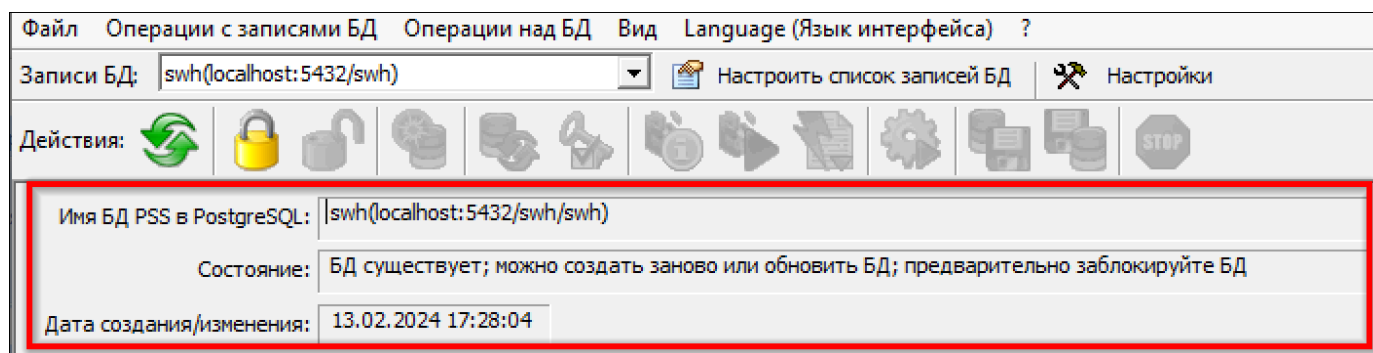 Файл Операции с записями БД Операции над БД Вид Language (Язык интерфейса) ?
Записи БД: swh(localhost:5432/swh) Настроить список записей БД Настройки
Действия: STOP
Имя БД PSS в PostgreSQL: swh(localhost:5432/swh/swh)
Состояние: БД существует; можно создать заново или обновить БД; предварительно заблокируйте БД
Дата создания/изменения: 13.02.2024 17:28:04